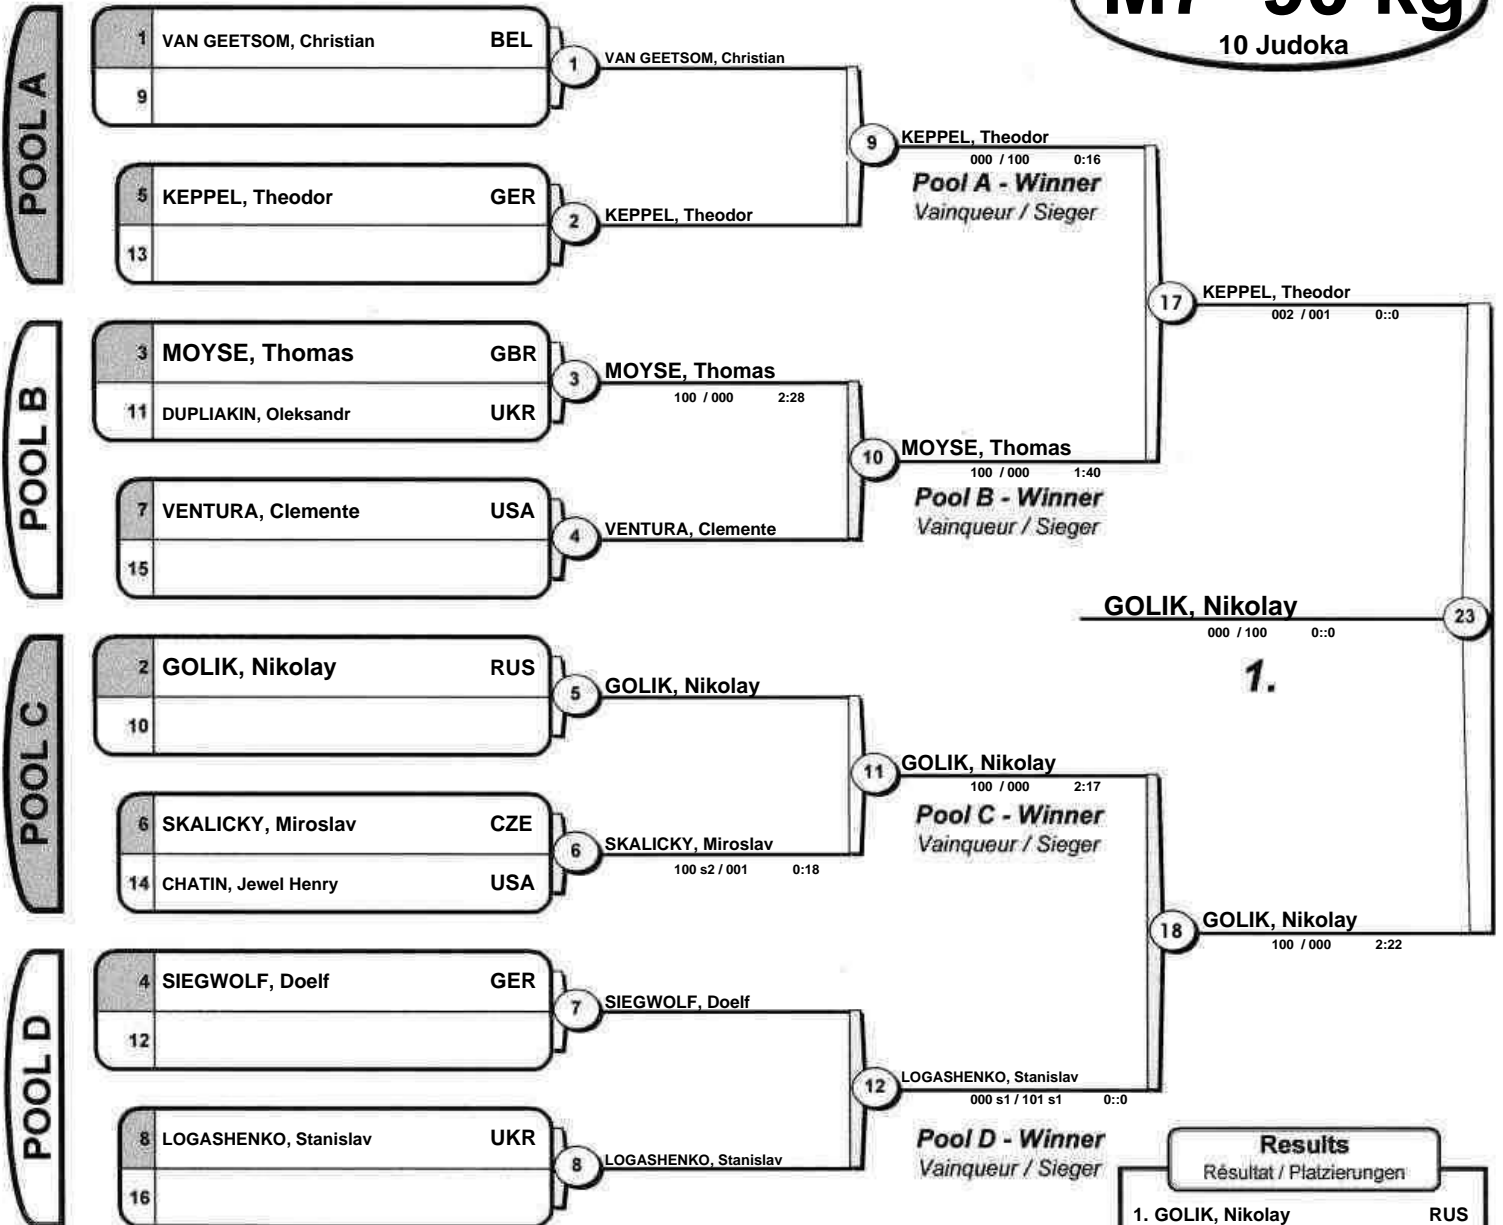 M7 -90 kg
10 Judoka
POOL A
1 VAN GEETSOM, Christian BEL
9
1
VAN GEETSOM, Christian
5 KEPPEL, Theodor GER
13
2
KEPPEL, Theodor
9
KEPPEL, Theodor
000 / 100 0:16
Pool A - Winner
Vainqueur / Sieger
POOL B
3 MOYSE, Thomas GBR
11 DUPLIAKIN, Oleksandr UKR
3
MOYSE, Thomas
100 / 000 2:28
7 VENTURA, Clemente USA
15
4
VENTURA, Clemente
10
MOYSE, Thomas
100 / 000 1:40
Pool B - Winner
Vainqueur / Sieger
17
KEPPEL, Theodor
002 / 001 0::0
GOLIK, Nikolay
000 / 100 0::0
23
1.
POOL C
2 GOLIK, Nikolay RUS
10
5
GOLIK, Nikolay
6 SKALICKY, Miroslav CZE
14 CHATIN, Jewel Henry USA
6
SKALICKY, Miroslav
100 s2 / 001 0:18
11
GOLIK, Nikolay
100 / 000 2:17
Pool C - Winner
Vainqueur / Sieger
18
GOLIK, Nikolay
100 / 000 2:22
POOL D
4 SIEGWOLF, Doelf GER
12
7
SIEGWOLF, Doelf
8 LOGASHENKO, Stanislav UKR
16
8
LOGASHENKO, Stanislav
12
LOGASHENKO, Stanislav
000 s1 / 101 s1 0::0
Pool D - Winner
Vainqueur / Sieger
Results
Résultat / Platzierungen
1. GOLIK, Nikolay RUS